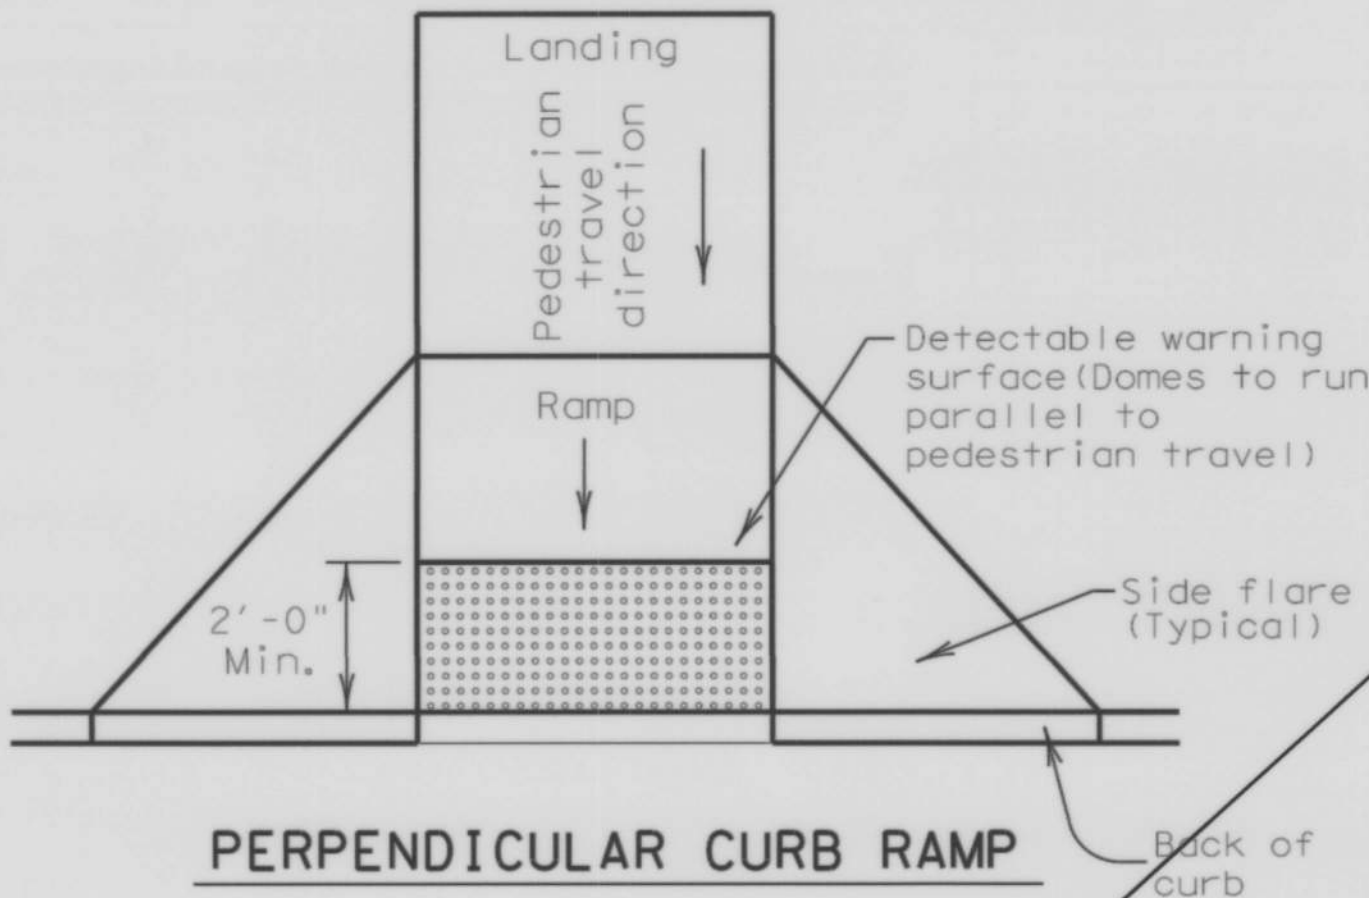 Landing
Pedestrian
travel
direction
Detectable warning
surface(Domes to run
parallel to
pedestrian travel)
Ramp
2'-0"
Min.
Side flare
(Typical)
PERPENDICULAR CURB RAMP
Back of
curb